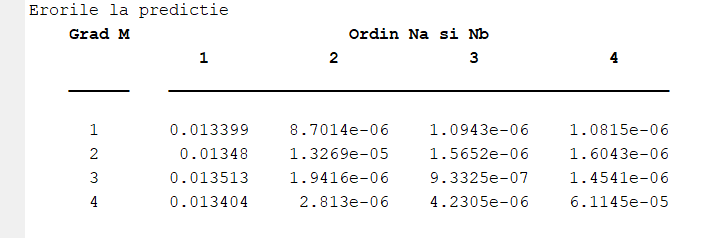 Erorile la predictie
Grad M Ordin Na si Nb
1 2 3 4
1 0.013399 8.7014e-06 1.0943e-06 1.0815e-06
2 0.01348 1.3269e-05 1.5652e-06 1.6043e-06
3 0.013513 1.9416e-06 9.3325e-07 1.4541e-06
4 0.013404 2.813e-06 4.2305e-06 6.1145e-05